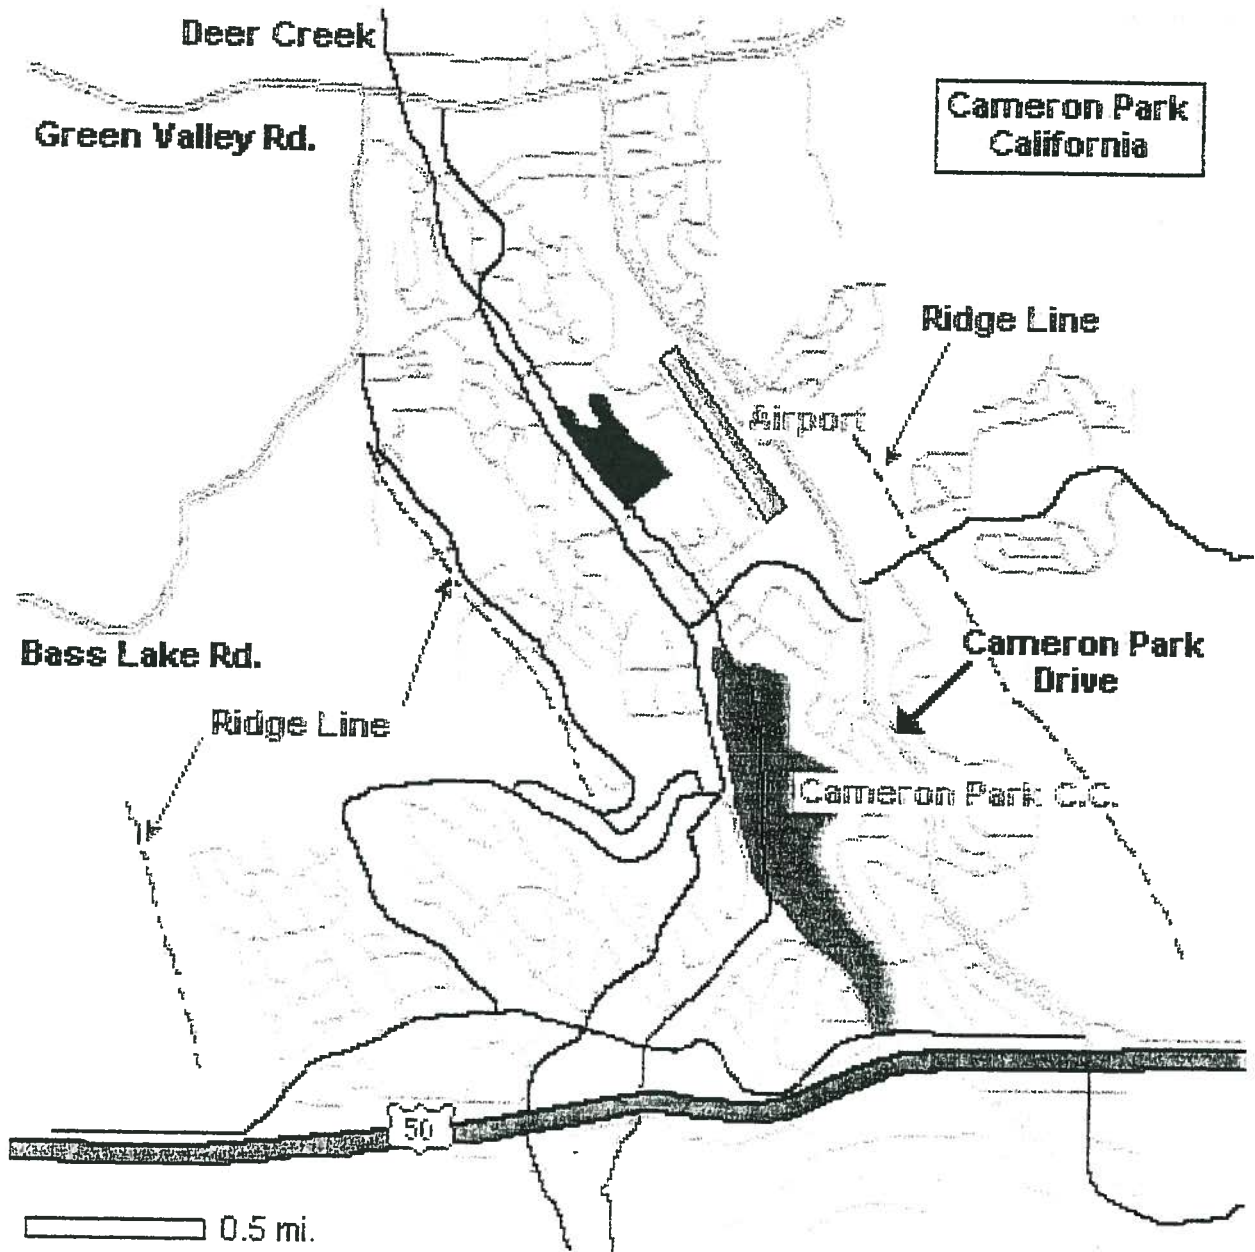 Deer Creek
Green Valley Rd.
Cameron Park
California
Ridge Line
Airport
Bass Lake Rd.
Cameron Park
Drive
Ridge Line
Cameron Park C.C.
50
0.5 mi.